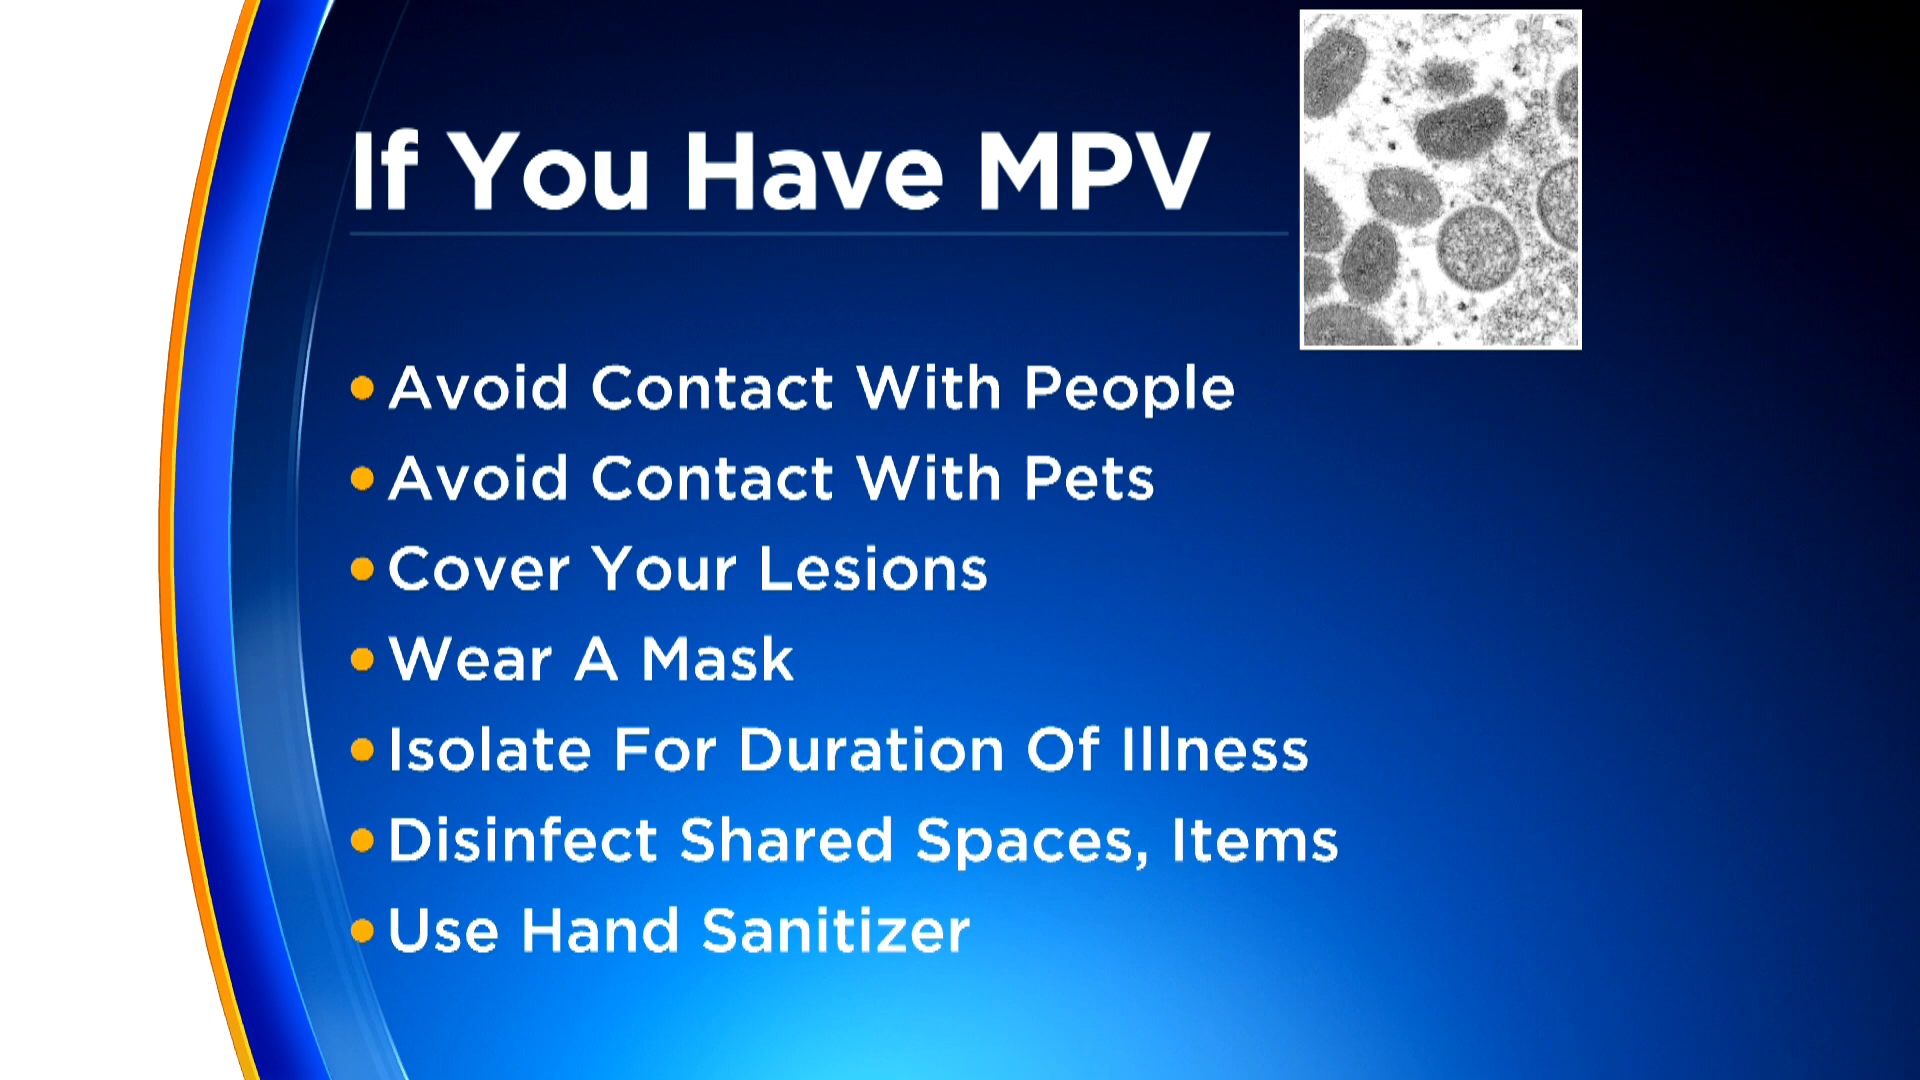 If You Have MPV
• Avoid Contact With People
• Avoid Contact With Pets
• Cover Your Lesions
• Wear A Mask
• Isolate For Duration Of Illness
• Disinfect Shared Spaces, Items
• Use Hand Sanitizer